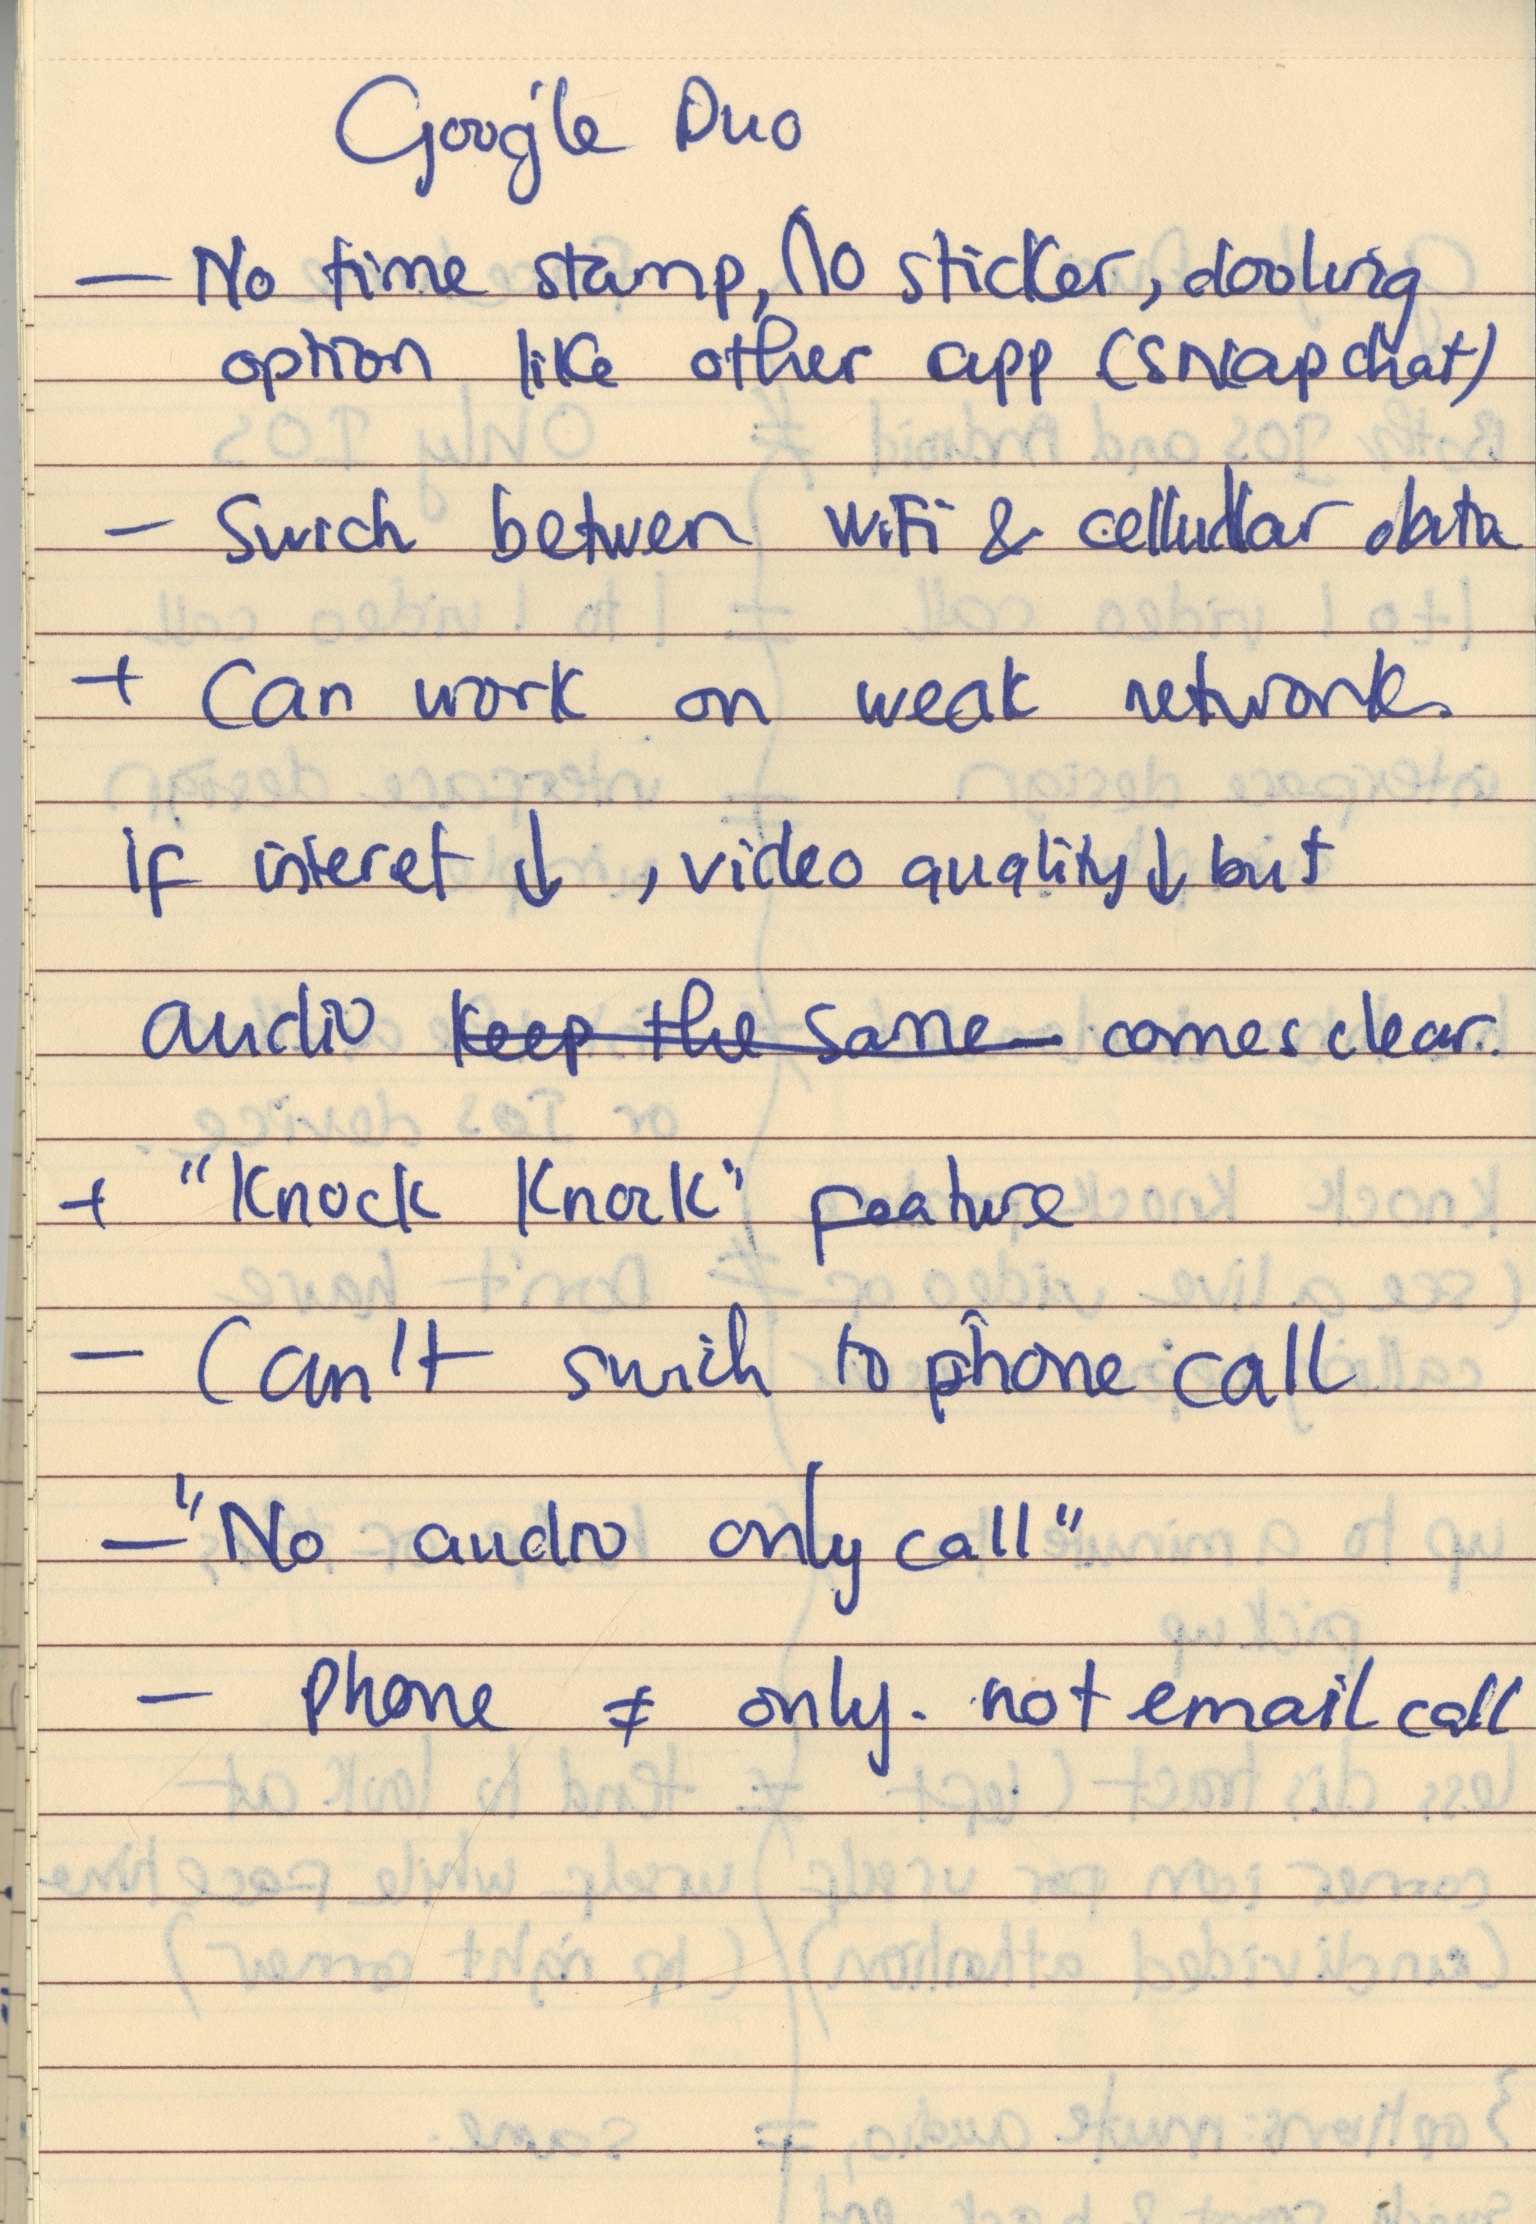 Google Duo
— No time stamp, No sticker, dooling
option like other app (snapchat)
— Swich betwen WiFi & cellullar data
+ Can work on weak network.
if interet ↓, video quality ↓ but
audio keep the same comes clear.
+ "Knock Knock" feature
— Can't swich to phone call
— "No audio only call"
— Phone ≠ only. not email call